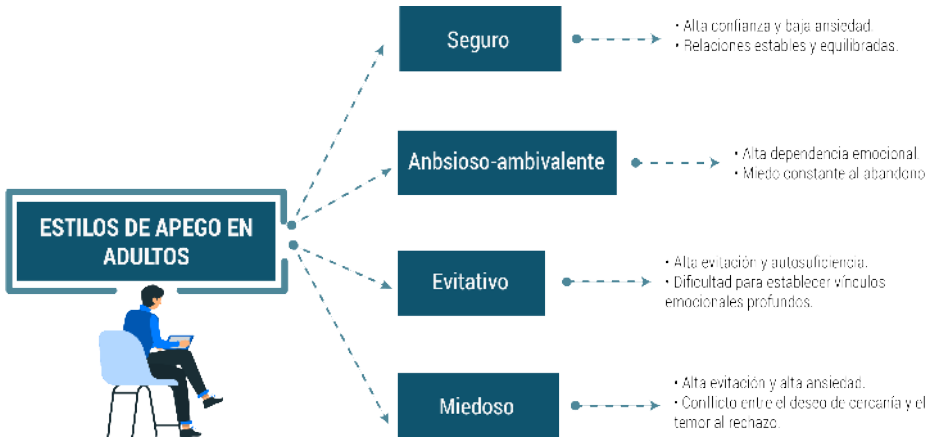 ESTILOS DE APEGO EN
ADULTOS
Seguro
• Alta confianza y baja ansiedad.
• Relaciones estables y equilibradas.
Anbsioso-ambivalente
• Alta dependencia emocional.
• Miedo constante al abandono
Evitativo
• Alta evitación y autosuficiencia.
• Dificultad para establecer vínculos
emocionales profundos.
Miedoso
• Alta evitación y alta ansiedad.
• Conflicto entre el deseo de cercanía y el
temor al rechazo.